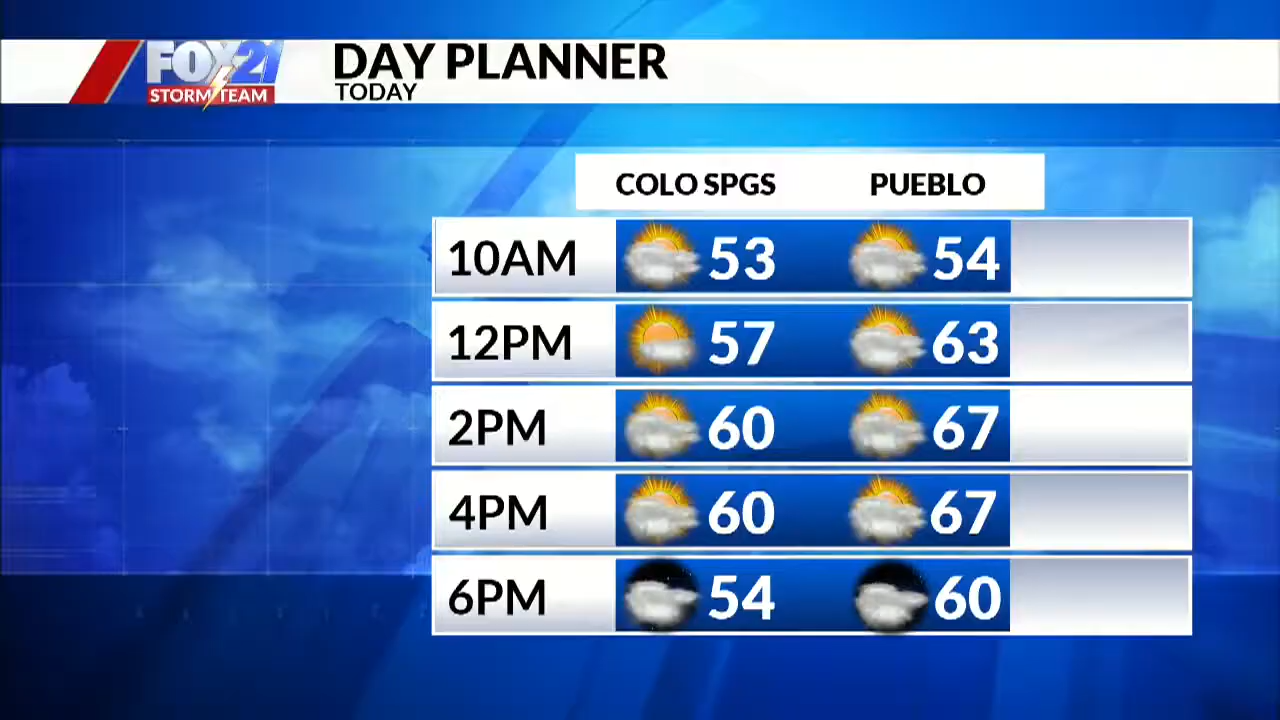 FOX21
STORM TEAM
DAY PLANNER
TODAY
COLO SPGS PUEBLO
10AM 53 54
12PM 57 63
2PM 60 67
4PM 60 67
6PM 54 60